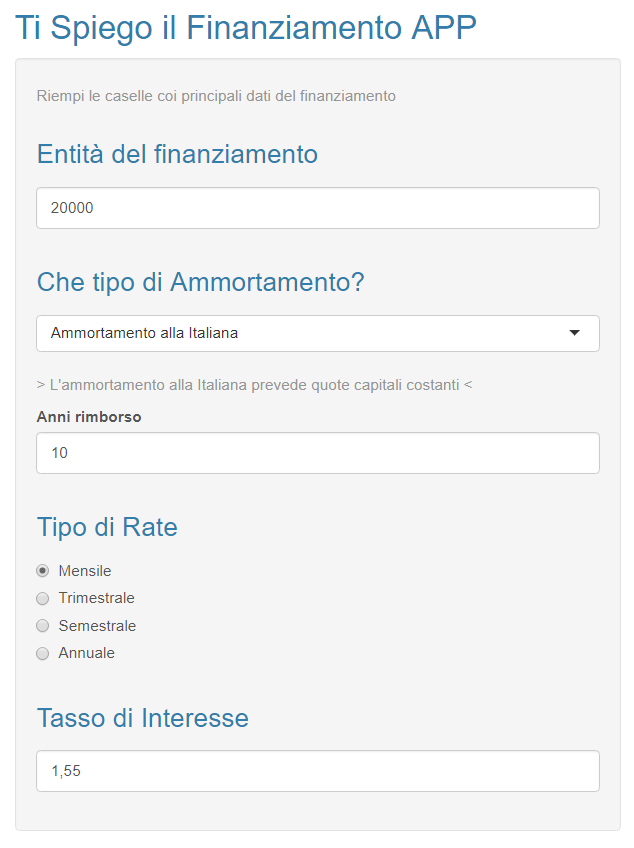 Ti Spiego il Finanziamento APP
Riempi le caselle coi principali dati del finanziamento
Entità del finanziamento
20000
Che tipo di Ammortamento?
Ammortamento alla Italiana
> L'ammortamento alla Italiana prevede quote capitali costanti <
Anni rimborso
10
Tipo di Rate
Mensile
Trimestrale
Semestrale
Annuale
Tasso di Interesse
1,55